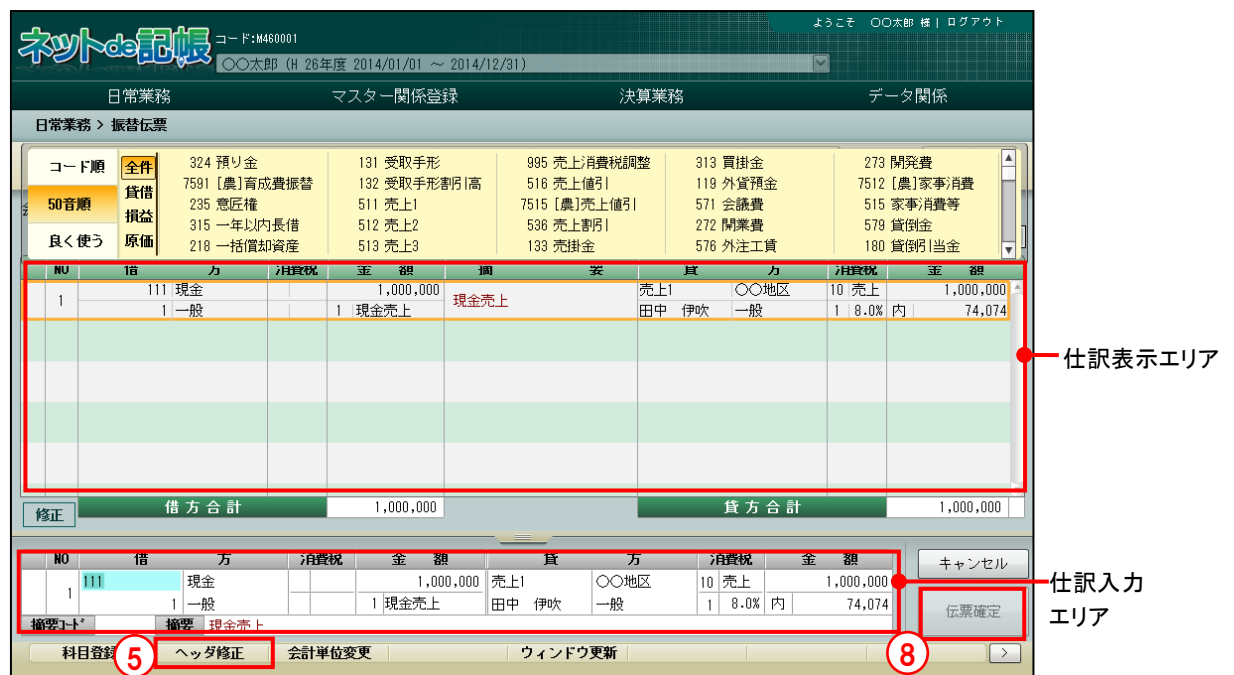 ようこそ 〇〇太郎 様 | ログアウト
ネットde記帳 コード:M460001
〇〇太郎 (H 26年度 2014/01/01 ～ 2014/12/31)
日常業務 マスター関係登録 決算業務 データ関係
日常業務 > 振替伝票
コード順 全件 324 預り金 131 受取手形 995 売上消費税調整 313 買掛金 273 開発費
貸借 7591 [農]育成費振替 132 受取手形割引高 516 売上値引 119 外貨預金 7512 [農]家事消費
50音順 235 意匠権 511 売上1 7515 [農]売上値引 571 会議費 515 家事消費等
損益 315 一年以内長借 512 売上2 536 売上割引 272 開業費 579 貸倒金
良く使う 原価 218 一括償却資産 513 売上3 133 売掛金 576 外注工賃 180 貸倒引当金
NO 借 方 消費税 金 額 摘 要 貸 方 消費税 金 額
1 111 現金 1,000,000 現金売上 売上1 〇〇地区 10 売上 1,000,000
1 一般 1 現金売上 田中 伊吹 一般 1 8.0% 内 74,074
仕訳表示エリア
修正 借方合計 1,000,000 貸方合計 1,000,000
NO 借 方 消費税 金 額 貸 方 消費税 金 額
キャンセル
1 111 現金 1,000,000 売上1 〇〇地区 10 売上 1,000,000
1 一般 1 現金売上 田中 伊吹 一般 1 8.0% 内 74,074
仕訳入力
エリア
伝票確定
摘要ｺｰﾄﾞ 摘要 現金売上
科目登録 5 ヘッダ修正 会計単位変更 ウィンドウ更新 8 >